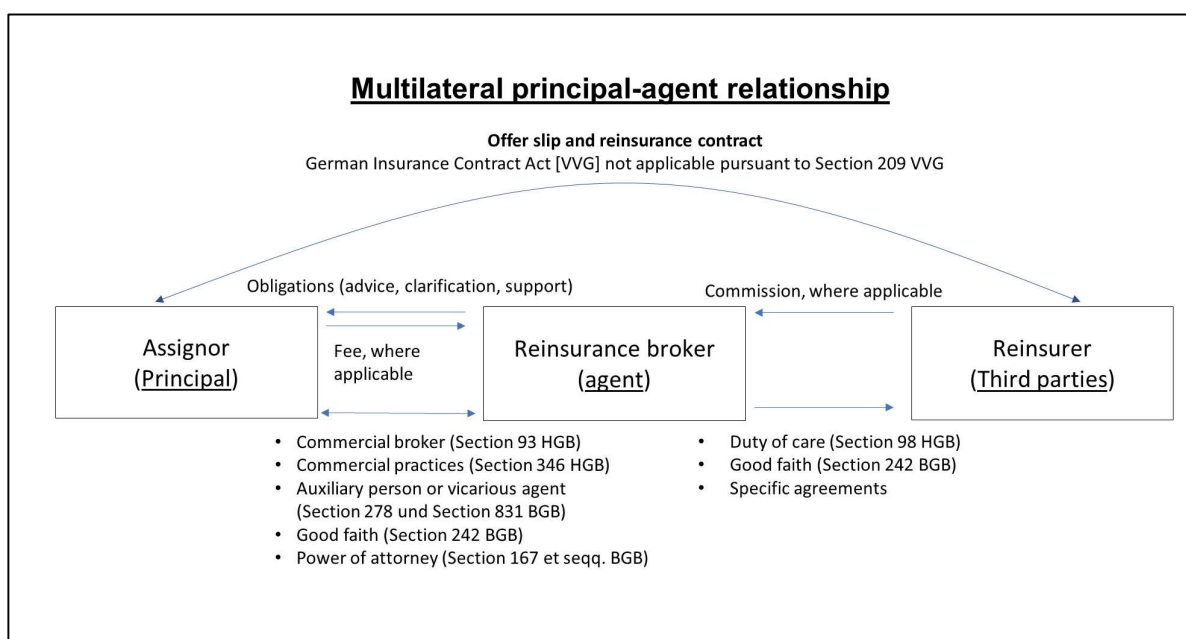 Multilateral principal-agent relationship
Offer slip and reinsurance contract
German Insurance Contract Act [VVG] not applicable pursuant to Section 209 VVG
Obligations (advice, clarification, support)
Commission, where applicable
Assignor
(Principal)
Fee, where
applicable
Reinsurance broker
(agent)
Reinsurer
(Third parties)
• Commercial broker (Section 93 HGB)
• Commercial practices (Section 346 HGB)
• Auxiliary person or vicarious agent
(Section 278 und Section 831 BGB)
• Good faith (Section 242 BGB)
• Power of attorney (Section 167 et seqq. BGB)
• Duty of care (Section 98 HGB)
• Good faith (Section 242 BGB)
• Specific agreements